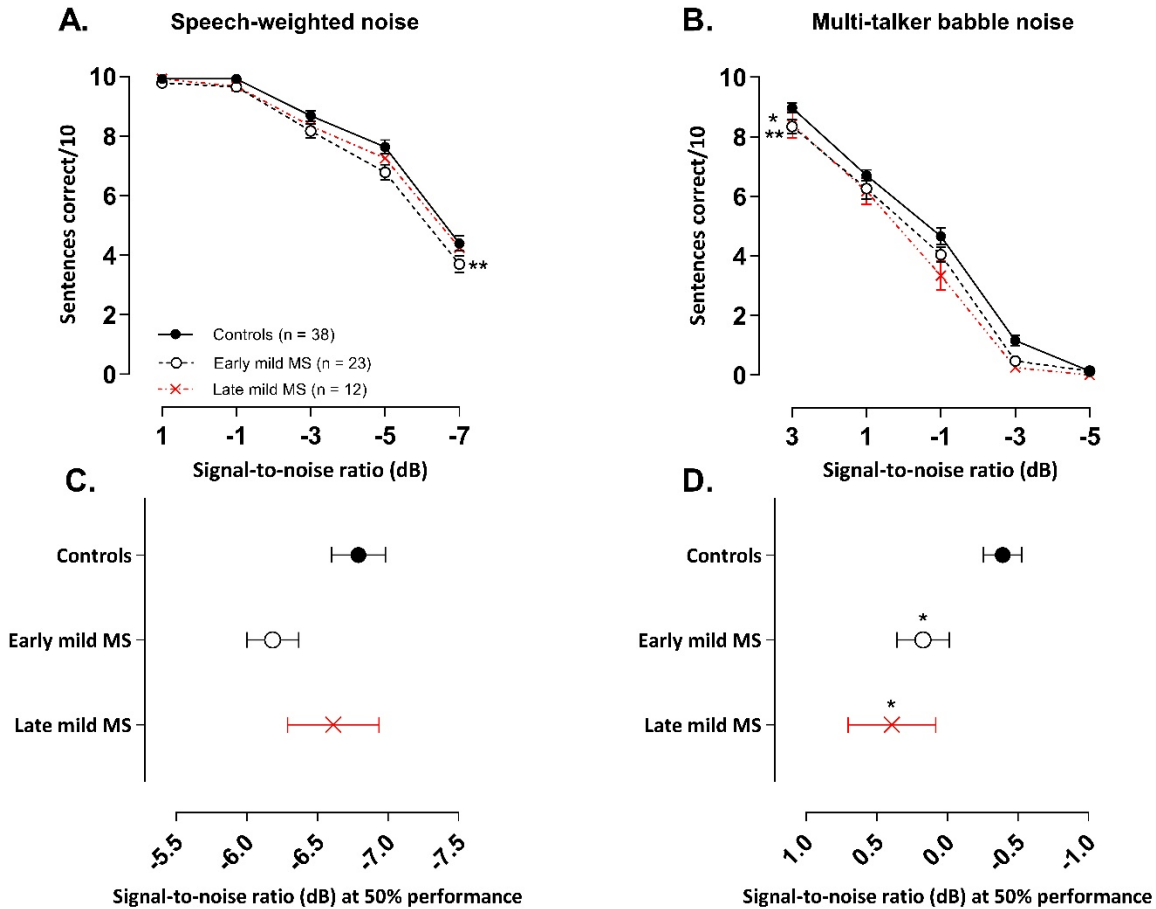 A. Speech-weighted noise
Sentences correct/10
10
8
6
4
2
0
**
Controls (n = 38)
Early mild MS (n = 23)
Late mild MS (n = 12)
1 -1 -3 -5 -7
Signal-to-noise ratio (dB)
B. Multi-talker babble noise
Sentences correct/10
10
8
6
4
2
0
*
**
3 1 -1 -3 -5
Signal-to-noise ratio (dB)
C.
Controls
Early mild MS
Late mild MS
-5.5 -6.0 -6.5 -7.0 -7.5
Signal-to-noise ratio (dB) at 50% performance
D.
Controls
*
Early mild MS
*
Late mild MS
1.0 0.5 0.0 -0.5 -1.0
Signal-to-noise ratio (dB) at 50% performance